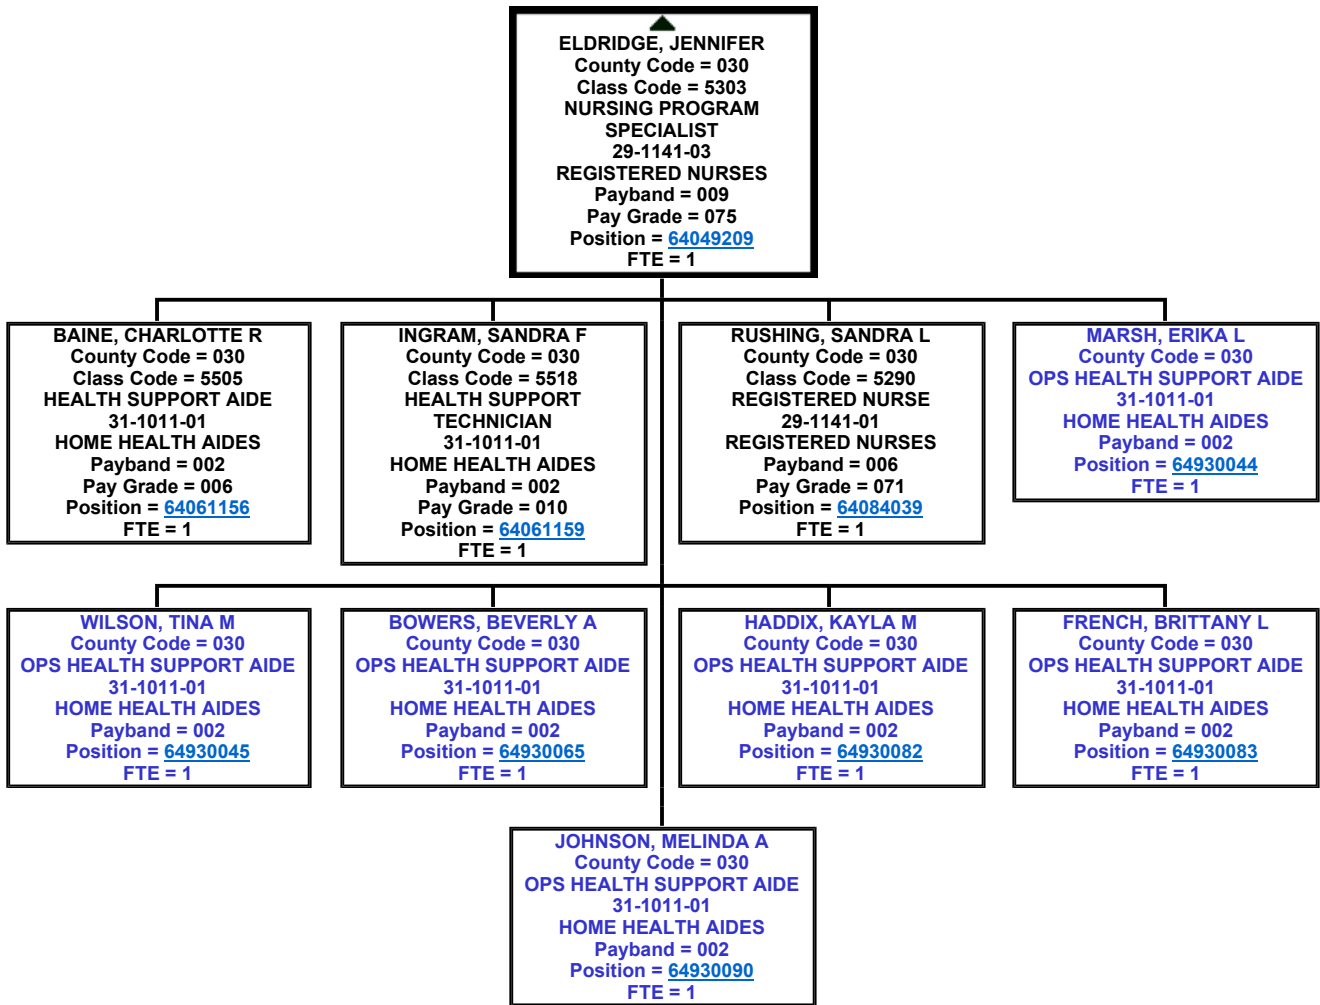 ELDRIDGE, JENNIFER
County Code = 030
Class Code = 5303
NURSING PROGRAM
SPECIALIST
29-1141-03
REGISTERED NURSES
Payband = 009
Pay Grade = 075
Position = 64049209
FTE = 1
BAINE, CHARLOTTE R
County Code = 030
Class Code = 5505
HEALTH SUPPORT AIDE
31-1011-01
HOME HEALTH AIDES
Payband = 002
Pay Grade = 006
Position = 64061156
FTE = 1
INGRAM, SANDRA F
County Code = 030
Class Code = 5518
HEALTH SUPPORT
TECHNICIAN
31-1011-01
HOME HEALTH AIDES
Payband = 002
Pay Grade = 010
Position = 64061159
FTE = 1
RUSHING, SANDRA L
County Code = 030
Class Code = 5290
REGISTERED NURSE
29-1141-01
REGISTERED NURSES
Payband = 006
Pay Grade = 071
Position = 64084039
FTE = 1
MARSH, ERIKA L
County Code = 030
OPS HEALTH SUPPORT AIDE
31-1011-01
HOME HEALTH AIDES
Payband = 002
Position = 64930044
FTE = 1
WILSON, TINA M
County Code = 030
OPS HEALTH SUPPORT AIDE
31-1011-01
HOME HEALTH AIDES
Payband = 002
Position = 64930045
FTE = 1
BOWERS, BEVERLY A
County Code = 030
OPS HEALTH SUPPORT AIDE
31-1011-01
HOME HEALTH AIDES
Payband = 002
Position = 64930065
FTE = 1
HADDIX, KAYLA M
County Code = 030
OPS HEALTH SUPPORT AIDE
31-1011-01
HOME HEALTH AIDES
Payband = 002
Position = 64930082
FTE = 1
FRENCH, BRITTANY L
County Code = 030
OPS HEALTH SUPPORT AIDE
31-1011-01
HOME HEALTH AIDES
Payband = 002
Position = 64930083
FTE = 1
JOHNSON, MELINDA A
County Code = 030
OPS HEALTH SUPPORT AIDE
31-1011-01
HOME HEALTH AIDES
Payband = 002
Position = 64930090
FTE = 1